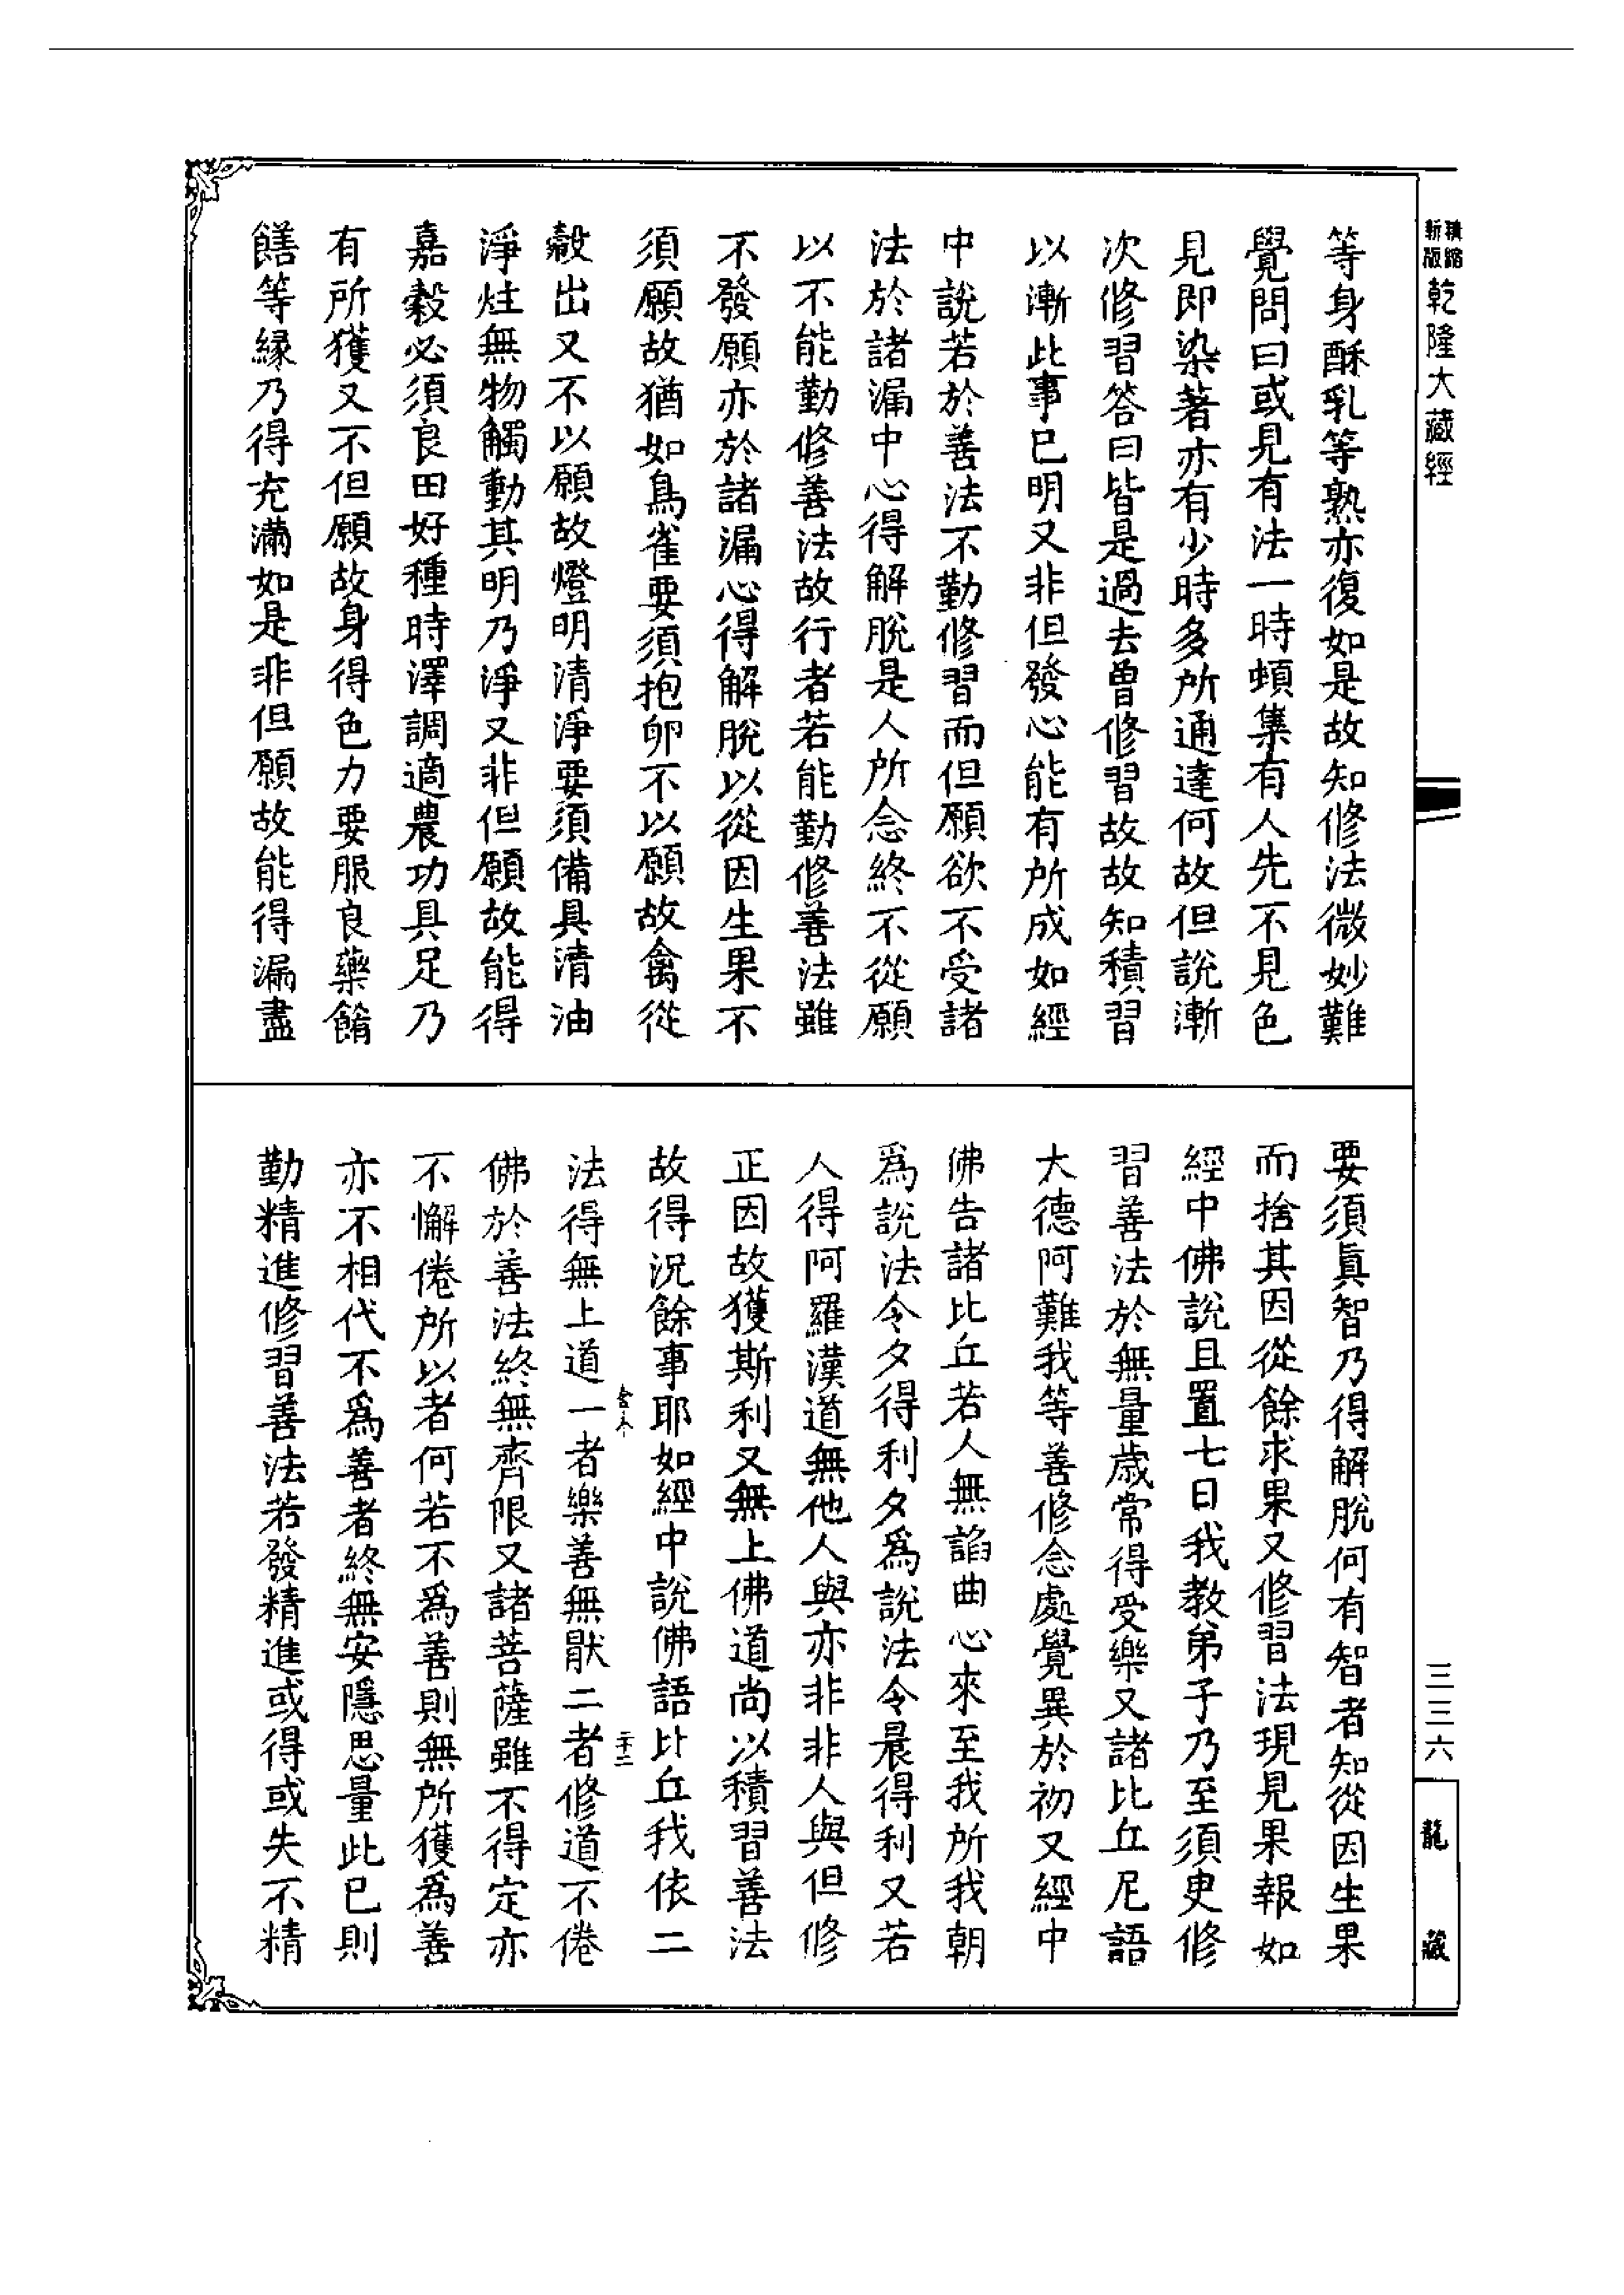 精縮新版乾隆大藏經
等身酥乳等熟亦復如是故知修法微妙難
覺問曰或見有法一時頓集有人先不見色
見即染著亦有少時多所通達何故但說漸
次修習答曰皆是過去曾修習故故知積習
以漸此事已明又非但發心能有所成如經
中說若於善法不勤修習而但願欲不受諸
法於諸漏中心得解脫是人所念終不從願
以不能勤修善法故行者若能勤修善法雖
不發願亦於諸漏心得解脫以從因生果不
須願故猶如鳥雀要須抱卵不以願故禽從
㲉出又不以願故燈明清淨要須備具清油
淨炷無物觸動其明乃淨又非但願故能得
嘉穀必須良田好種時澤調適農功具足乃
有所獲又不但願故身得色力要服良藥餚
饍等緣乃得充滿如是非但願故能得漏盡
要須真智乃得解脫何有智者知從因生果
而捨其因從餘求果又修習法現見果報如
經中佛說且置七日我教弟子乃至須臾修
習善法於無量歲常得受樂又諸比丘尼語
大德阿難我等善修念處覺異於初又經中
佛告諸比丘若人無諂曲心來至我所我朝
為說法令夕得利夕為說法令晨得利又若
人得阿羅漢道無他人與亦非非人與但修
正因故獲斯利又無上佛道尚以積習善法
故得況餘事耶如經中說佛語比丘我依二
法得無上道一者樂善無猒二者修道不倦
佛於善法終無齊限又諸菩薩雖不得定亦
不懈倦所以者何若不為善則無所獲為善
亦不相代不為善者終無安隱思量此已則
勤精進修習善法若發精進或得或失不精
三三六
龍藏